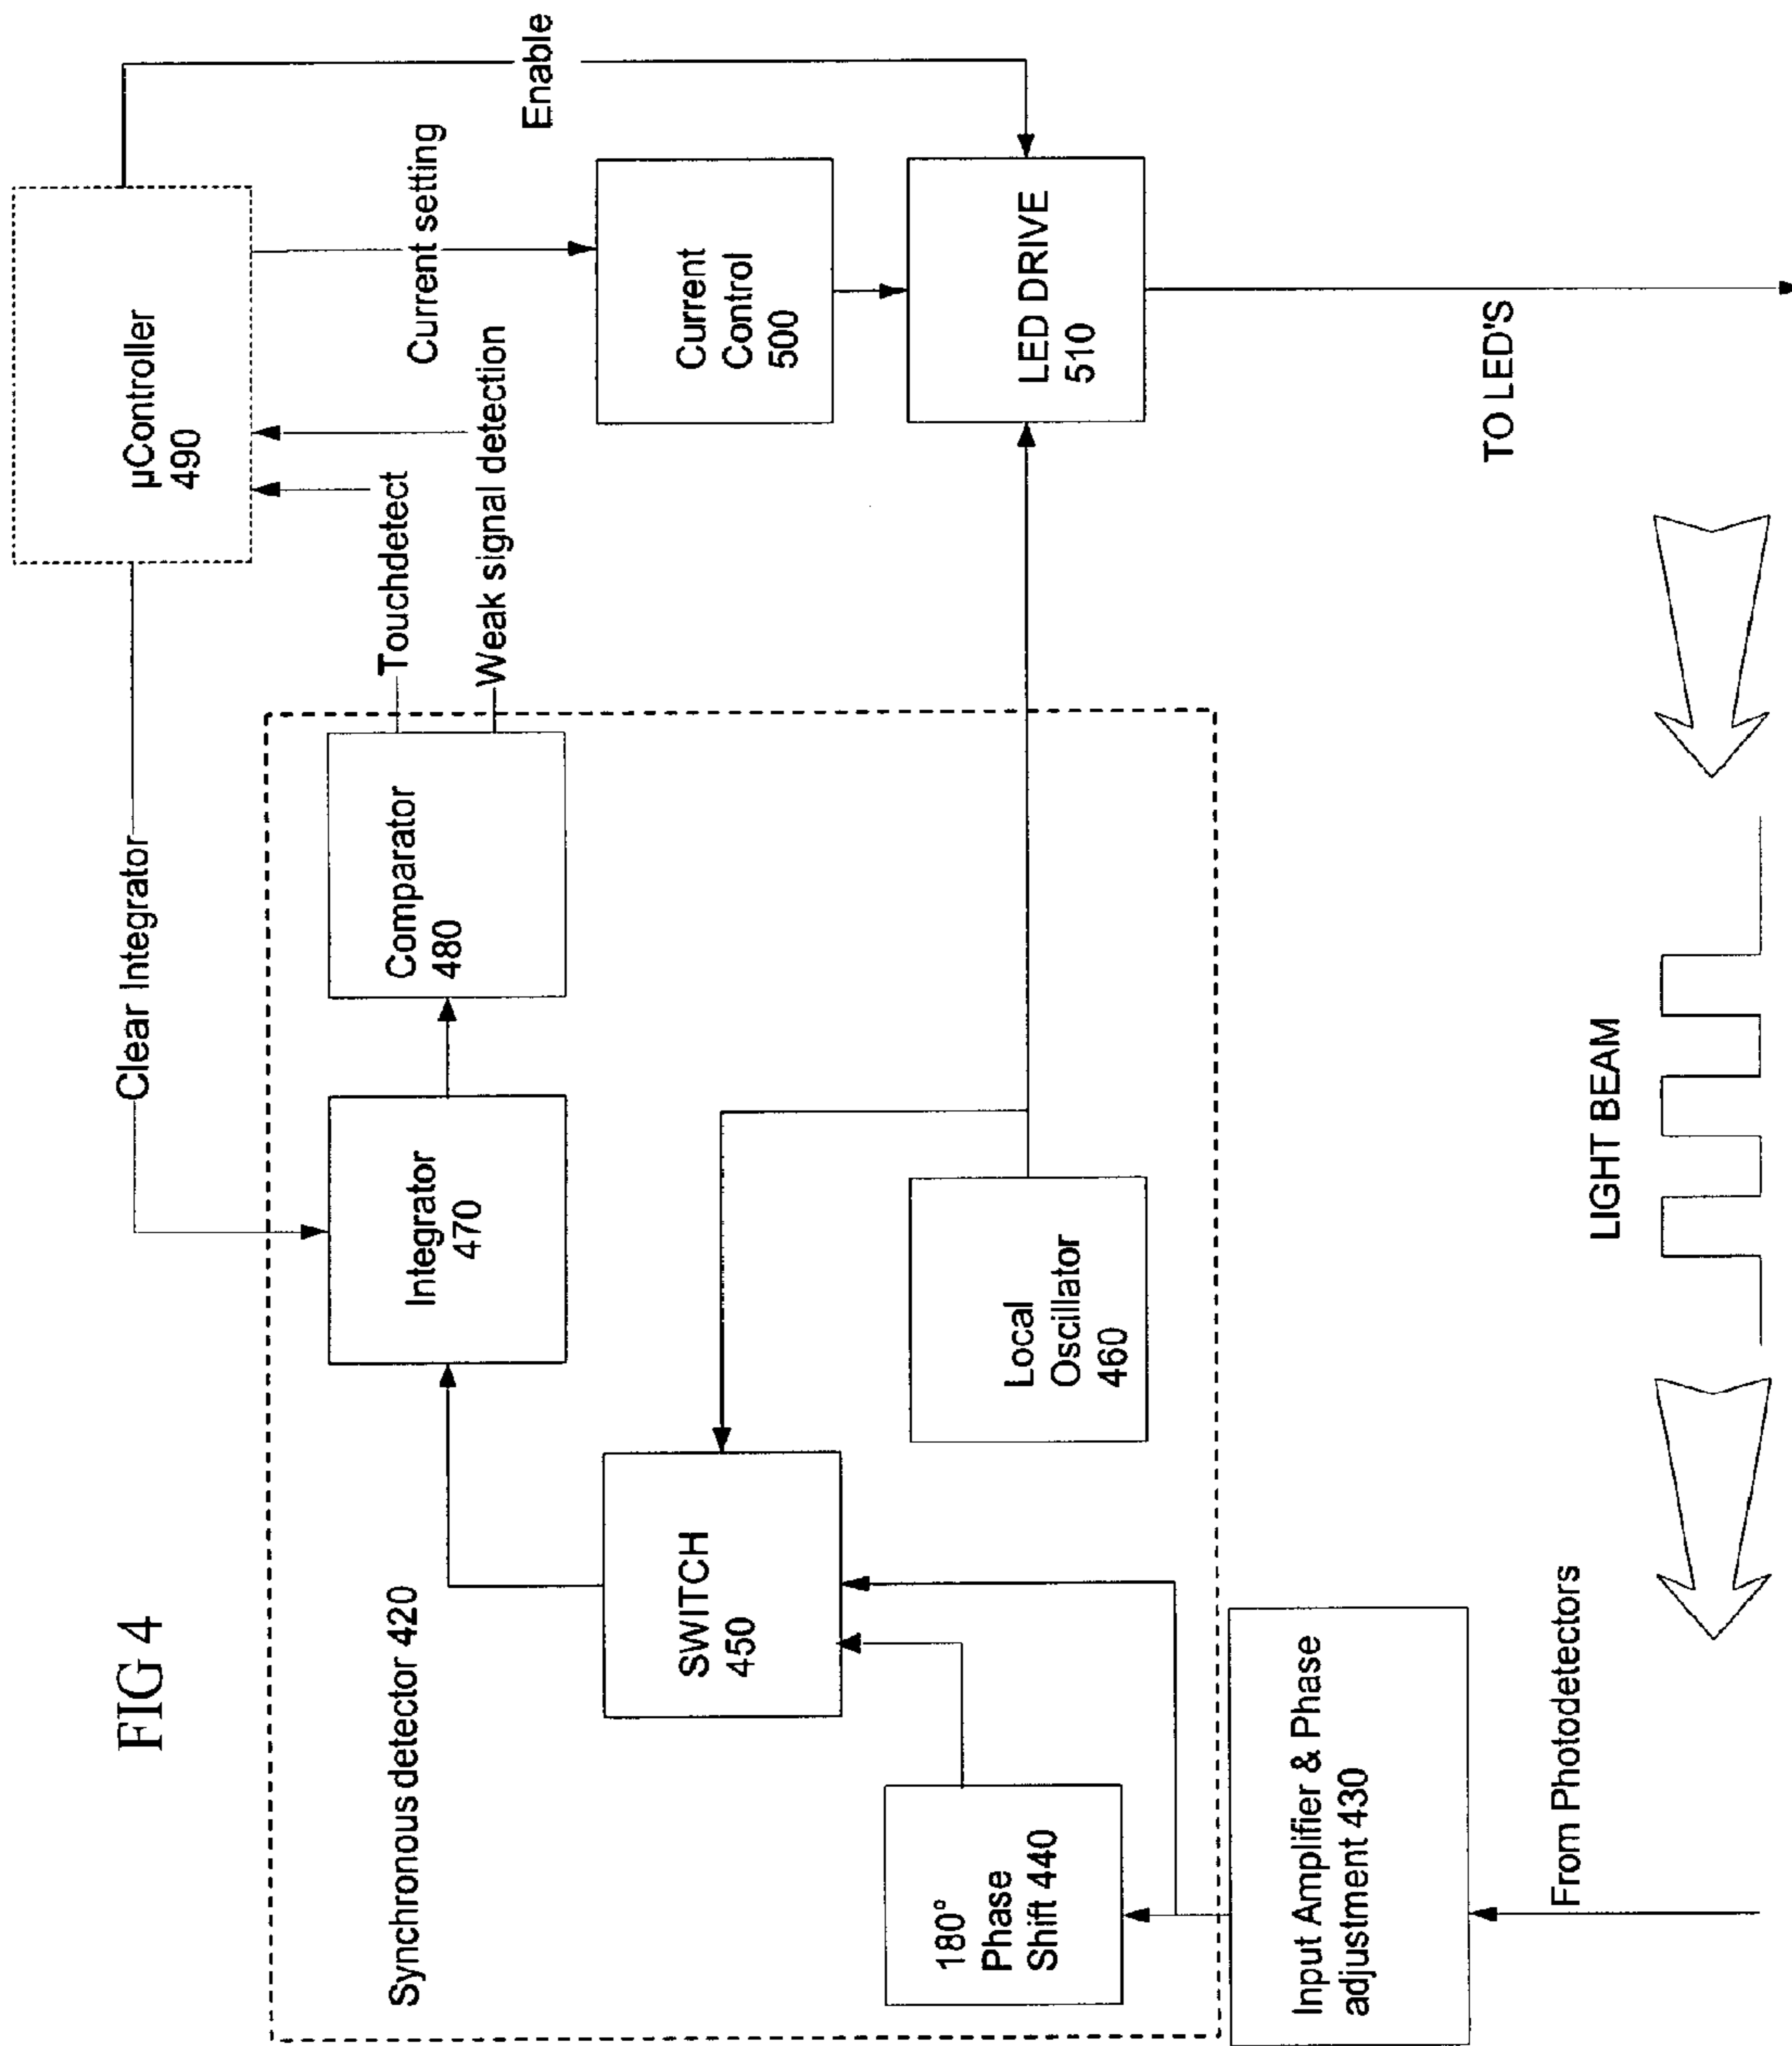 FIG 4
Clear Integrator
µController
490
Enable
Synchronous detector 420
Integrator
470
Comparator
480
Touchdetect
Weak signal detection
Current setting
SWITCH
450
Current
Control
500
180°
Phase
Shift 440
Local
Oscillator
460
LED DRIVE
510
Input Amplifier & Phase
adjustment 430
From Photodetectors
LIGHT BEAM
TO LED'S